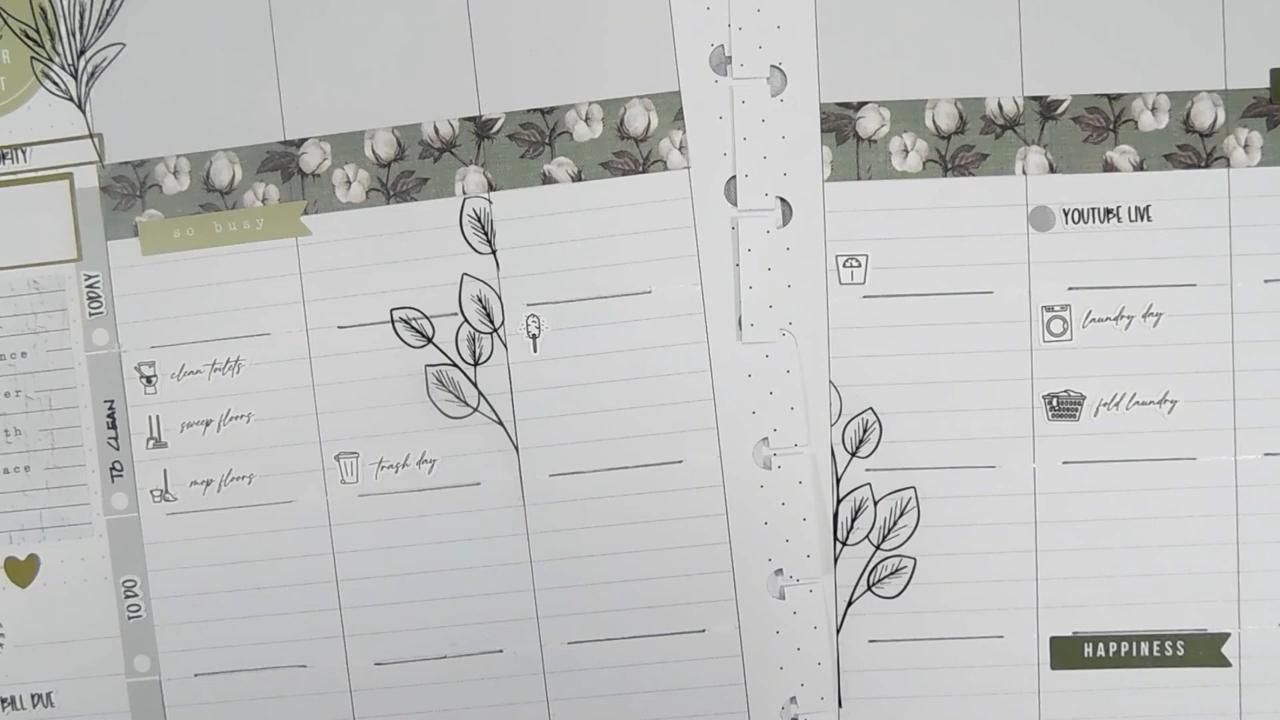 so busy
TODAY
clean toilets
sweep floors
mop floors
TO CLEAN
TO DO
BILL DUE
trash day
YOUTUBE LIVE
laundry day
fold laundry
HAPPINESS